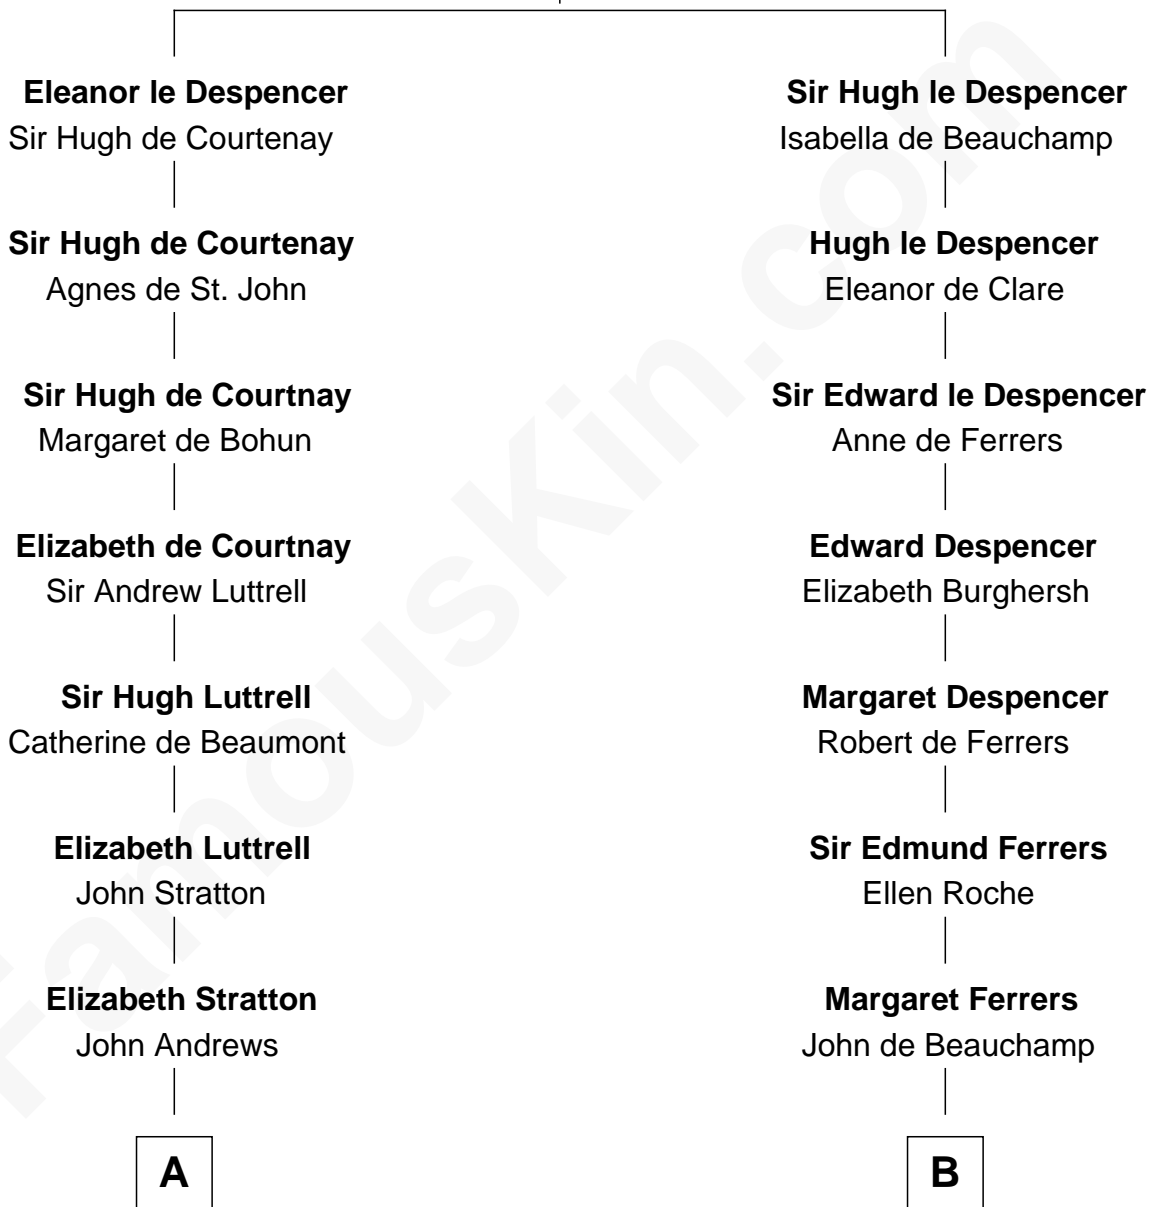 Eleanor le Despencer
Sir Hugh de Courtenay
Sir Hugh de Courtenay
Agnes de St. John
Sir Hugh de Courtnay
Margaret de Bohun
Elizabeth de Courtnay
Sir Andrew Luttrell
Sir Hugh Luttrell
Catherine de Beaumont
Elizabeth Luttrell
John Stratton
Elizabeth Stratton
John Andrews
A
Sir Hugh le Despencer
Isabella de Beauchamp
Hugh le Despencer
Eleanor de Clare
Sir Edward le Despencer
Anne de Ferrers
Edward Despencer
Elizabeth Burghersh
Margaret Despencer
Robert de Ferrers
Sir Edmund Ferrers
Ellen Roche
Margaret Ferrers
John de Beauchamp
B
FamousKin.com